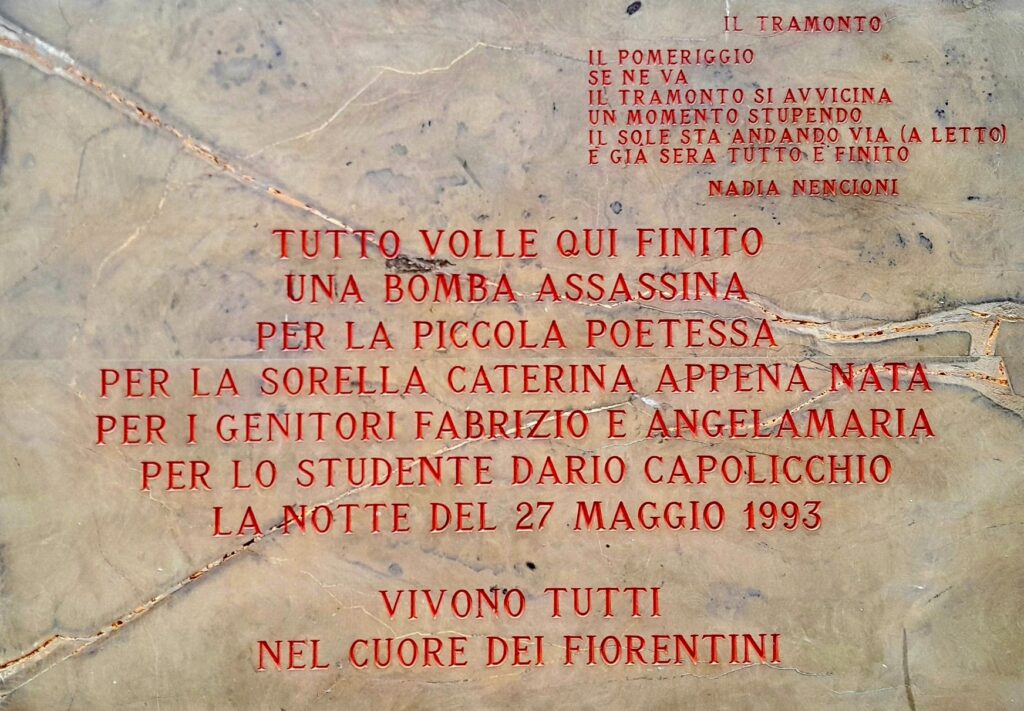 IL TRAMONTO
IL POMERIGGIO
SE NE VA
IL TRAMONTO SI AVVICINA
UN MOMENTO STUPENDO
IL SOLE STA ANDANDO VIA (A LETTO)
É GIÀ SERA TUTTO É FINITO
NADIA NENCIONI
TUTTO VOLLE QUI FINITO
UNA BOMBA ASSASSINA
PER LA PICCOLA POETESSA
PER LA SORELLA CATERINA APPENA NATA
PER I GENITORI FABRIZIO E ANGELAMARIA
PER LO STUDENTE DARIO CAPOLICCHIO
LA NOTTE DEL 27 MAGGIO 1993
VIVONO TUTTI
NEL CUORE DEI FIORENTINI